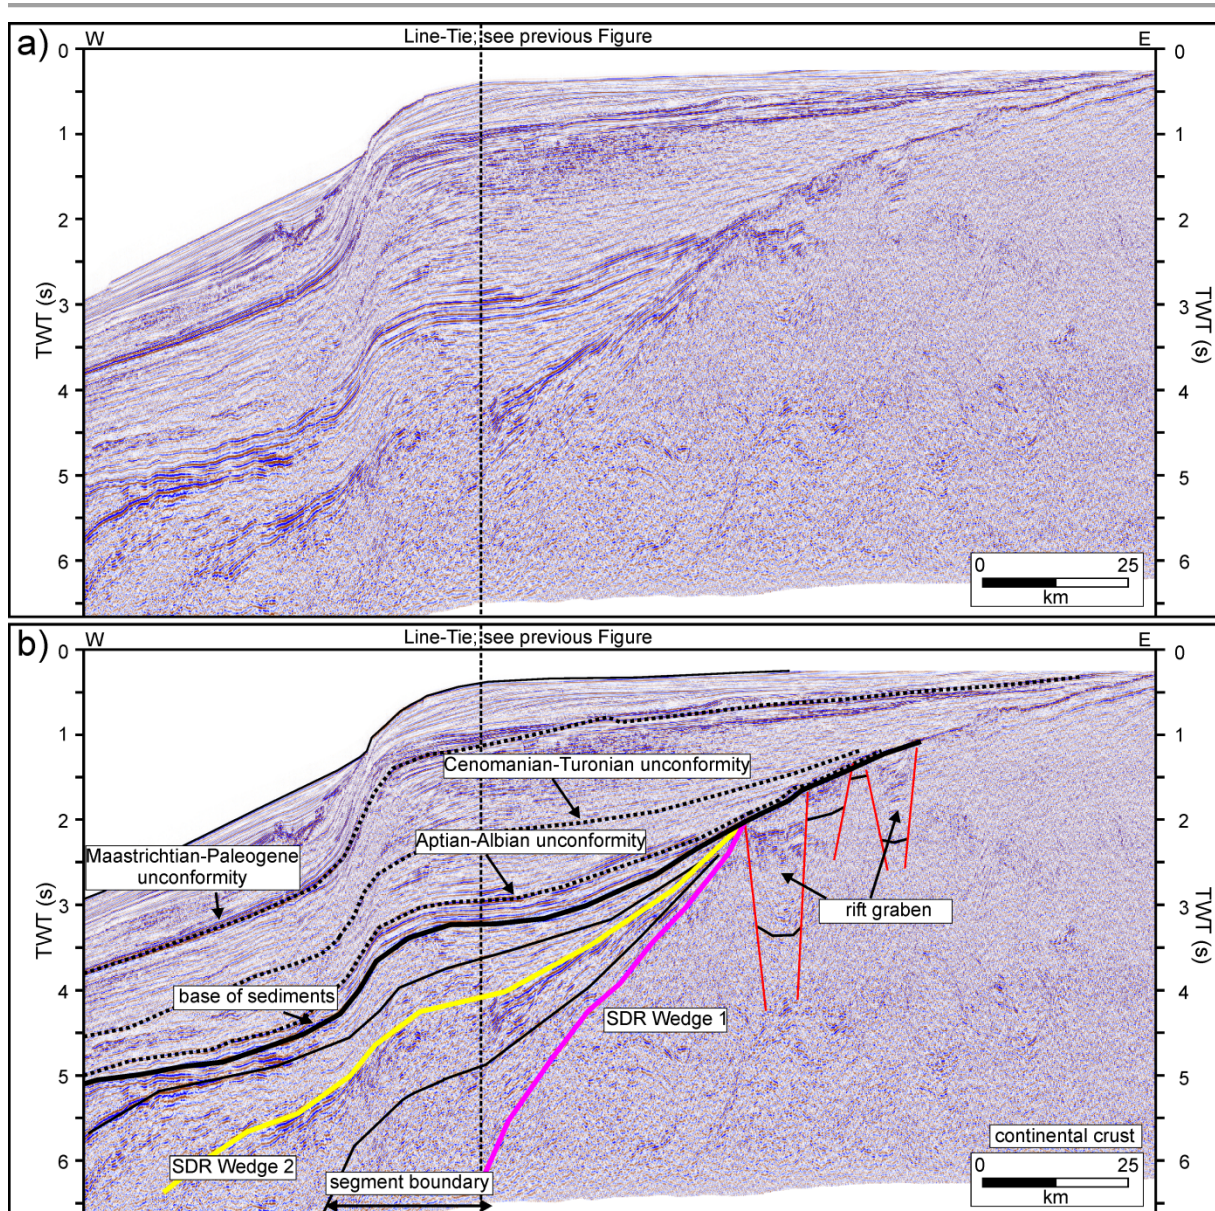 a)
W
Line-Tie; see previous Figure
E
0
0
1
1
2
2
3
3
4
4
5
5
6
6
TWT (s)
TWT (s)
0 25
km
b)
W
Line-Tie; see previous Figure
E
0
0
1
1
Cenomanian-Turonian unconformity
2
2
Aptian-Albian unconformity
Maastrichtian-Paleogene
unconformity
rift graben
3
3
TWT (s)
TWT (s)
base of sediments
4
4
SDR Wedge 1
5
5
continental crust
SDR Wedge 2
6
6
segment boundary
0 25
km